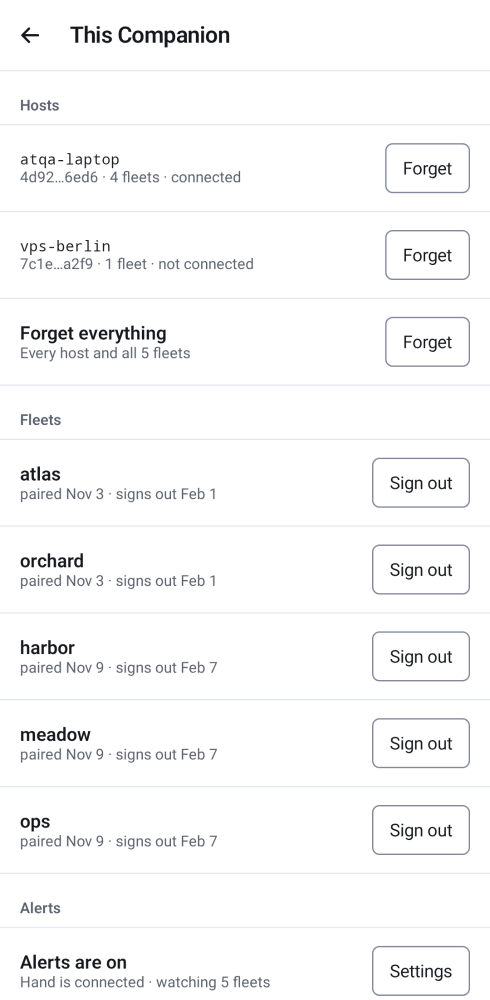 This Companion
Hosts
atqa-laptop
4d92…6ed6 · 4 fleets · connected
Forget
vps-berlin
7c1e…a2f9 · 1 fleet · not connected
Forget
Forget everything
Every host and all 5 fleets
Forget
Fleets
atlas
paired Nov 3 · signs out Feb 1
Sign out
orchard
paired Nov 3 · signs out Feb 1
Sign out
harbor
paired Nov 9 · signs out Feb 7
Sign out
meadow
paired Nov 9 · signs out Feb 7
Sign out
ops
paired Nov 9 · signs out Feb 7
Sign out
Alerts
Alerts are on
Hand is connected · watching 5 fleets
Settings